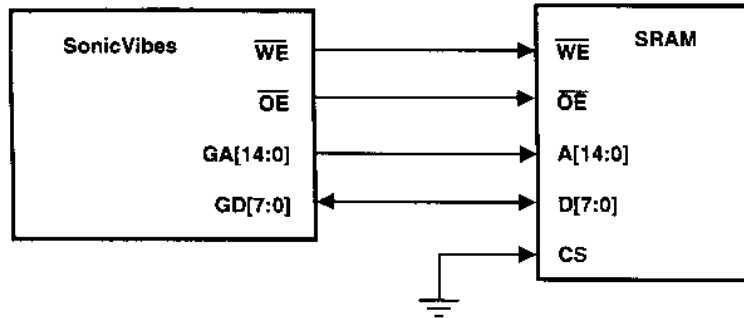 SonicVibes
WE
OE
GA[14:0]
GD[7:0]
SRAM
WE
OE
A[14:0]
D[7:0]
CS